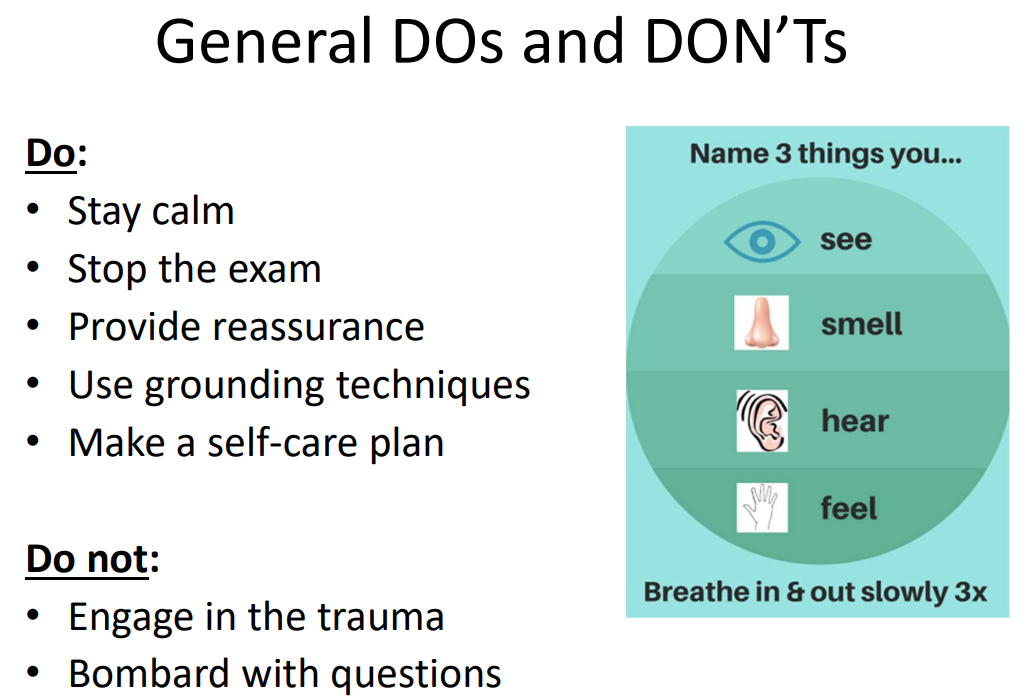 General DOs and DON’Ts
Do:
• Stay calm
• Stop the exam
• Provide reassurance
• Use grounding techniques
• Make a self-care plan
Do not:
• Engage in the trauma
• Bombard with questions
Name 3 things you...
see
smell
hear
feel
Breathe in & out slowly 3x